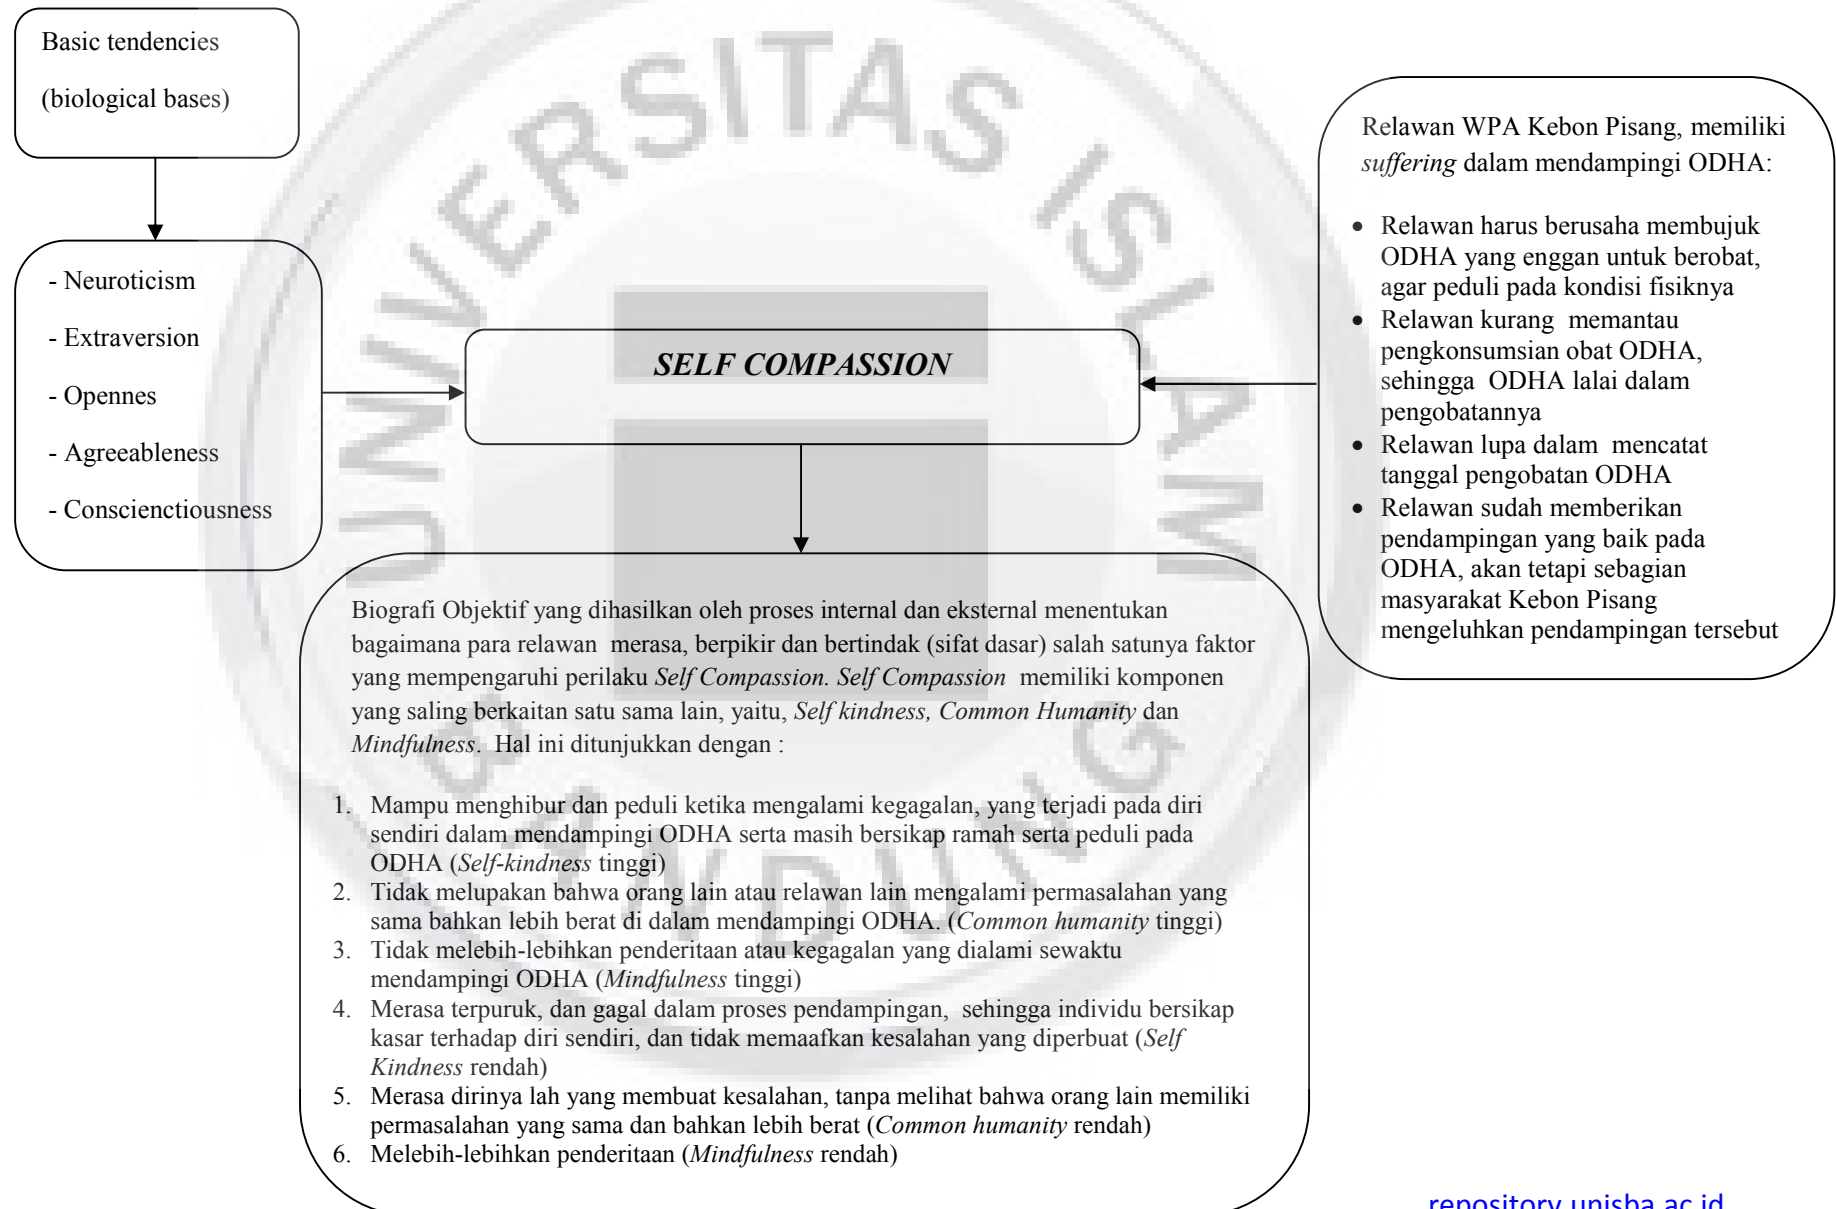 Basic tendencies
(biological bases)
- Neuroticism
- Extraversion
- Opennes
- Agreeableness
- Conscienctiousness
SELF COMPASSION
Relawan WPA Kebon Pisang, memiliki
suffering dalam mendampingi ODHA:
• Relawan harus berusaha membujuk
ODHA yang enggan untuk berobat,
agar peduli pada kondisi fisiknya
• Relawan kurang memantau
pengkonsumsian obat ODHA,
sehingga ODHA lalai dalam
pengobatannya
• Relawan lupa dalam mencatat
tanggal pengobatan ODHA
• Relawan sudah memberikan
pendampingan yang baik pada
ODHA, akan tetapi sebagian
masyarakat Kebon Pisang
mengeluhkan pendampingan tersebut
Biografi Objektif yang dihasilkan oleh proses internal dan eksternal menentukan
bagaimana para relawan merasa, berpikir dan bertindak (sifat dasar) salah satunya faktor
yang mempengaruhi perilaku Self Compassion. Self Compassion memiliki komponen
yang saling berkaitan satu sama lain, yaitu, Self kindness, Common Humanity dan
Mindfulness. Hal ini ditunjukkan dengan :
1. Mampu menghibur dan peduli ketika mengalami kegagalan, yang terjadi pada diri
sendiri dalam mendampingi ODHA serta masih bersikap ramah serta peduli pada
ODHA (Self-kindness tinggi)
2. Tidak melupakan bahwa orang lain atau relawan lain mengalami permasalahan yang
sama bahkan lebih berat di dalam mendampingi ODHA. (Common humanity tinggi)
3. Tidak melebih-lebihkan penderitaan atau kegagalan yang dialami sewaktu
mendampingi ODHA (Mindfulness tinggi)
4. Merasa terpuruk, dan gagal dalam proses pendampingan, sehingga individu bersikap
kasar terhadap diri sendiri, dan tidak memaafkan kesalahan yang diperbuat (Self
Kindness rendah)
5. Merasa dirinya lah yang membuat kesalahan, tanpa melihat bahwa orang lain memiliki
permasalahan yang sama dan bahkan lebih berat (Common humanity rendah)
6. Melebih-lebihkan penderitaan (Mindfulness rendah)
UNIVERSITAS ISLAM
BANDUNG
repository.unisba.ac.id